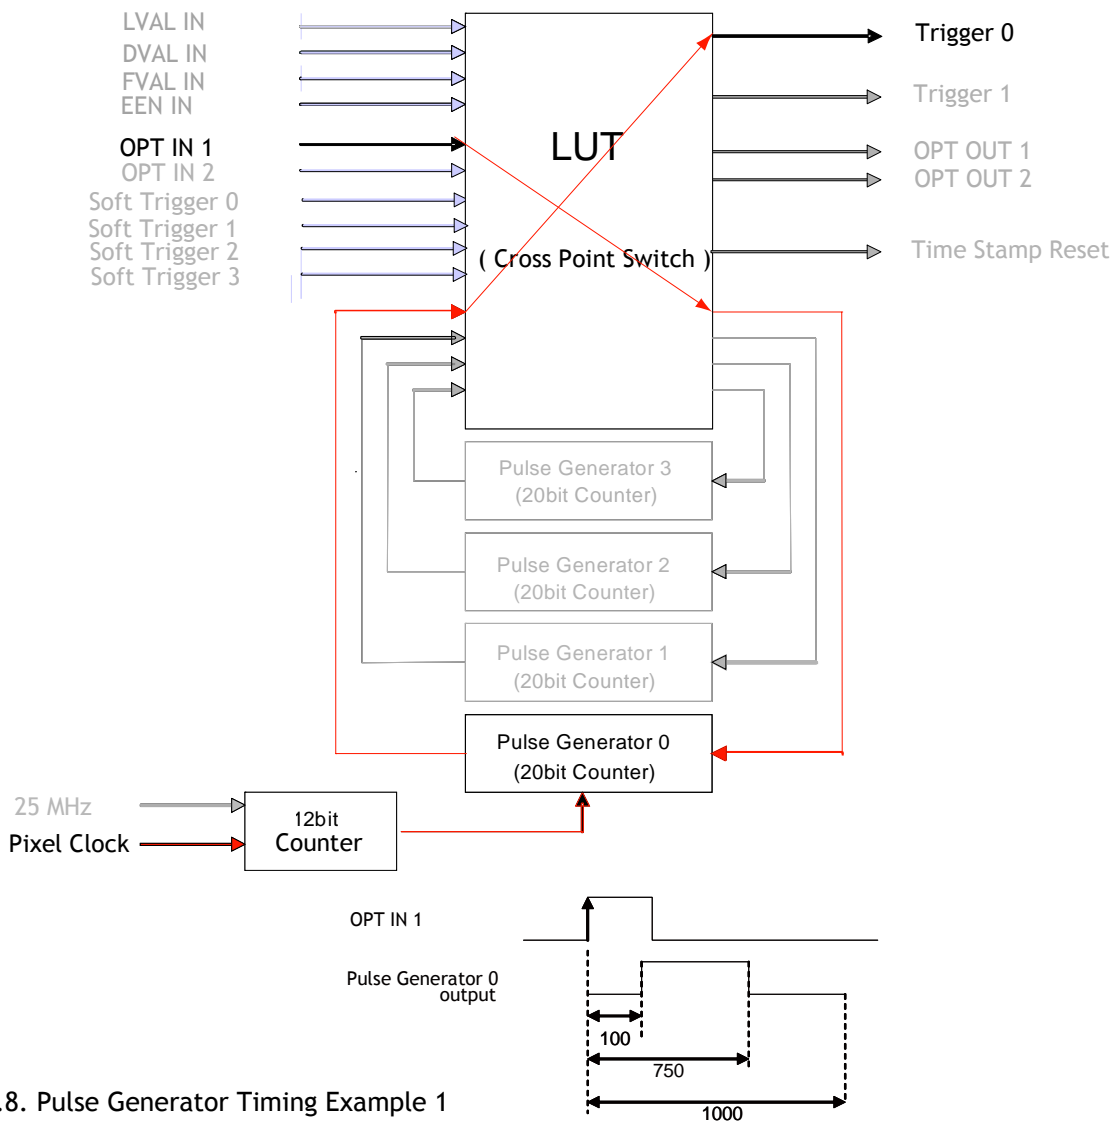 LVAL IN
DVAL IN
FVAL IN
EEN IN
OPT IN 1
OPT IN 2
Soft Trigger 0
Soft Trigger 1
Soft Trigger 2
Soft Trigger 3
LUT
( Cross Point Switch )
Trigger 0
Trigger 1
OPT OUT 1
OPT OUT 2
Time Stamp Reset
Pulse Generator 3
(20bit Counter)
Pulse Generator 2
(20bit Counter)
Pulse Generator 1
(20bit Counter)
Pulse Generator 0
(20bit Counter)
25 MHz
Pixel Clock
12bit
Counter
OPT IN 1
Pulse Generator 0
output
100
750
1000
.8. Pulse Generator Timing Example 1